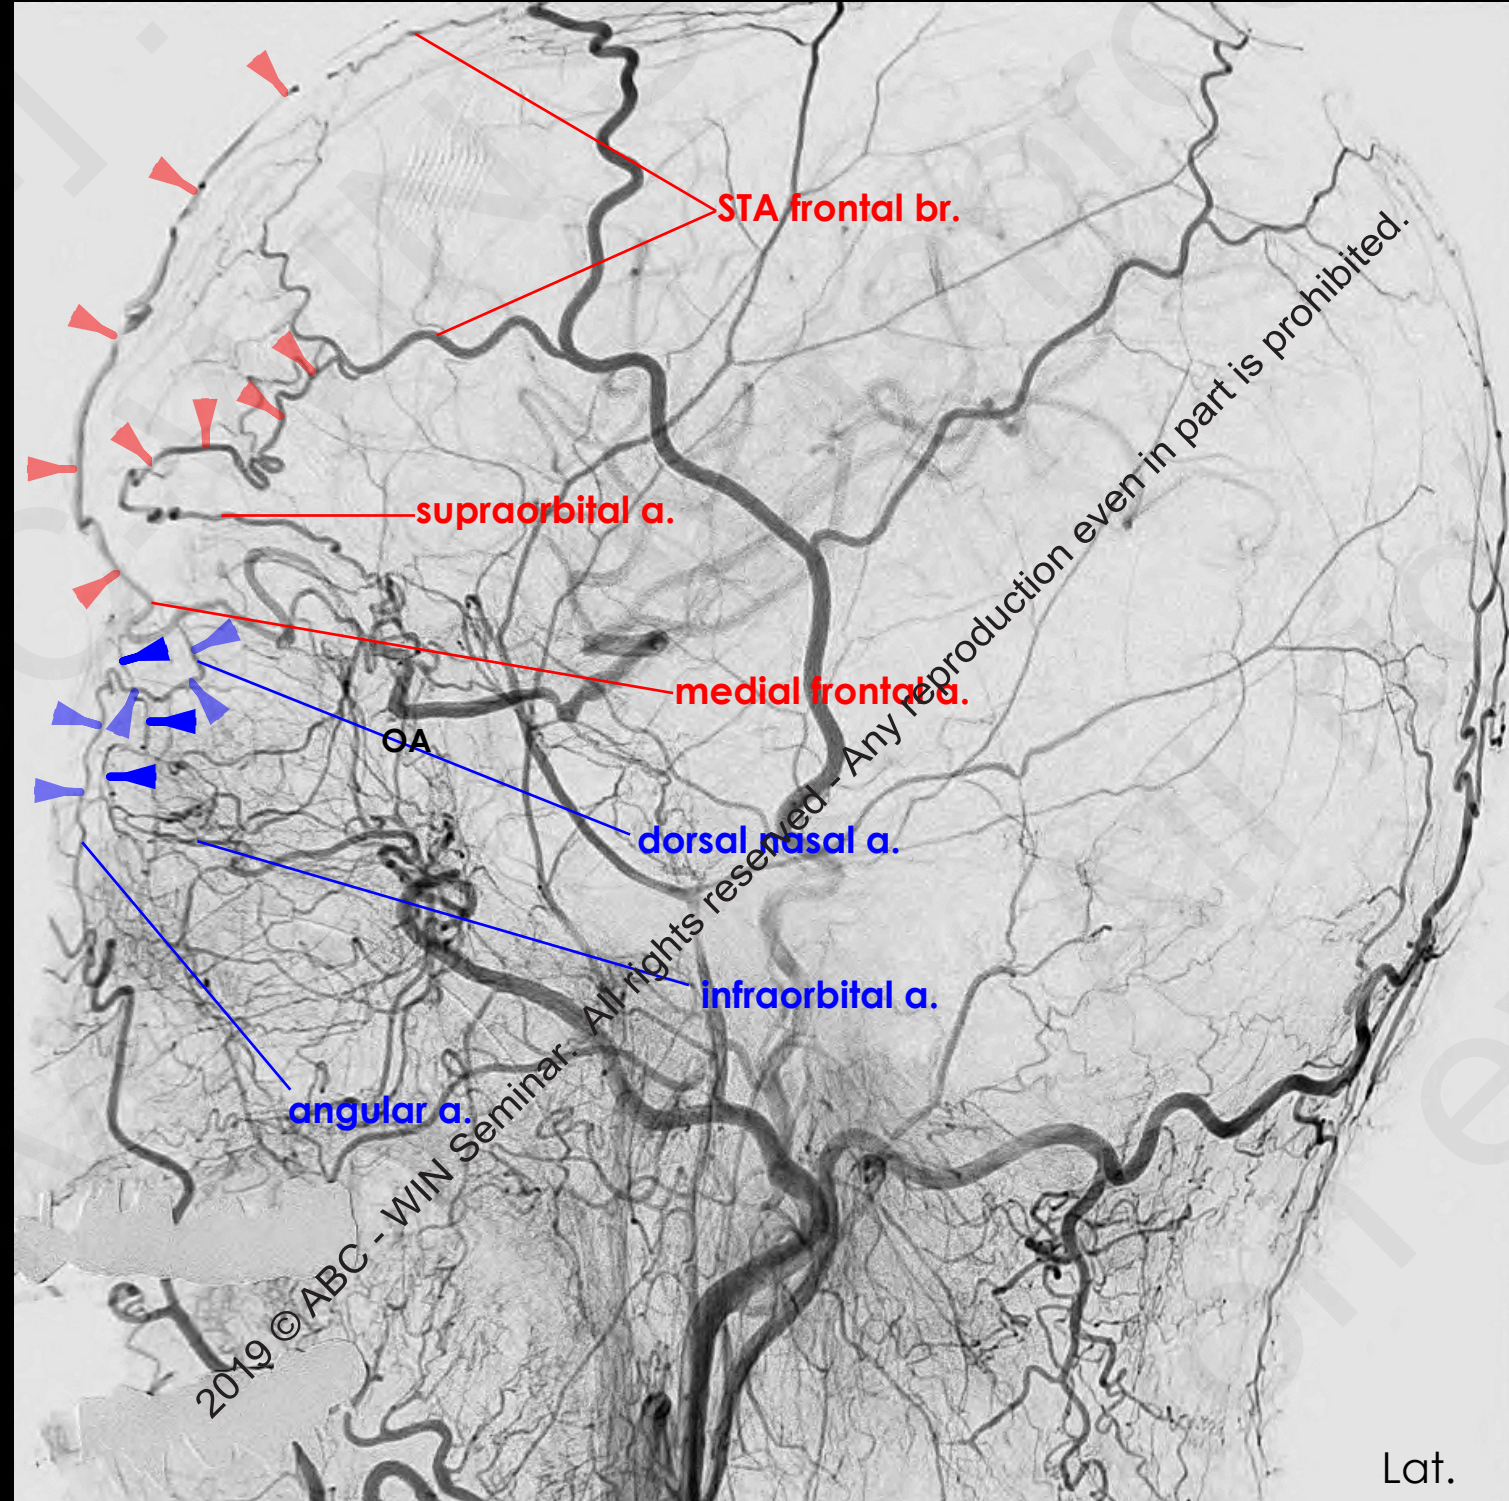 STA frontal br.
supraorbital a.
medial frontal a.
OA
dorsal nasal a.
infraorbital a.
angular a.
2019 © ABC - WIN Seminar. All rights reserved - Any reproduction even in part is prohibited.
Lat.